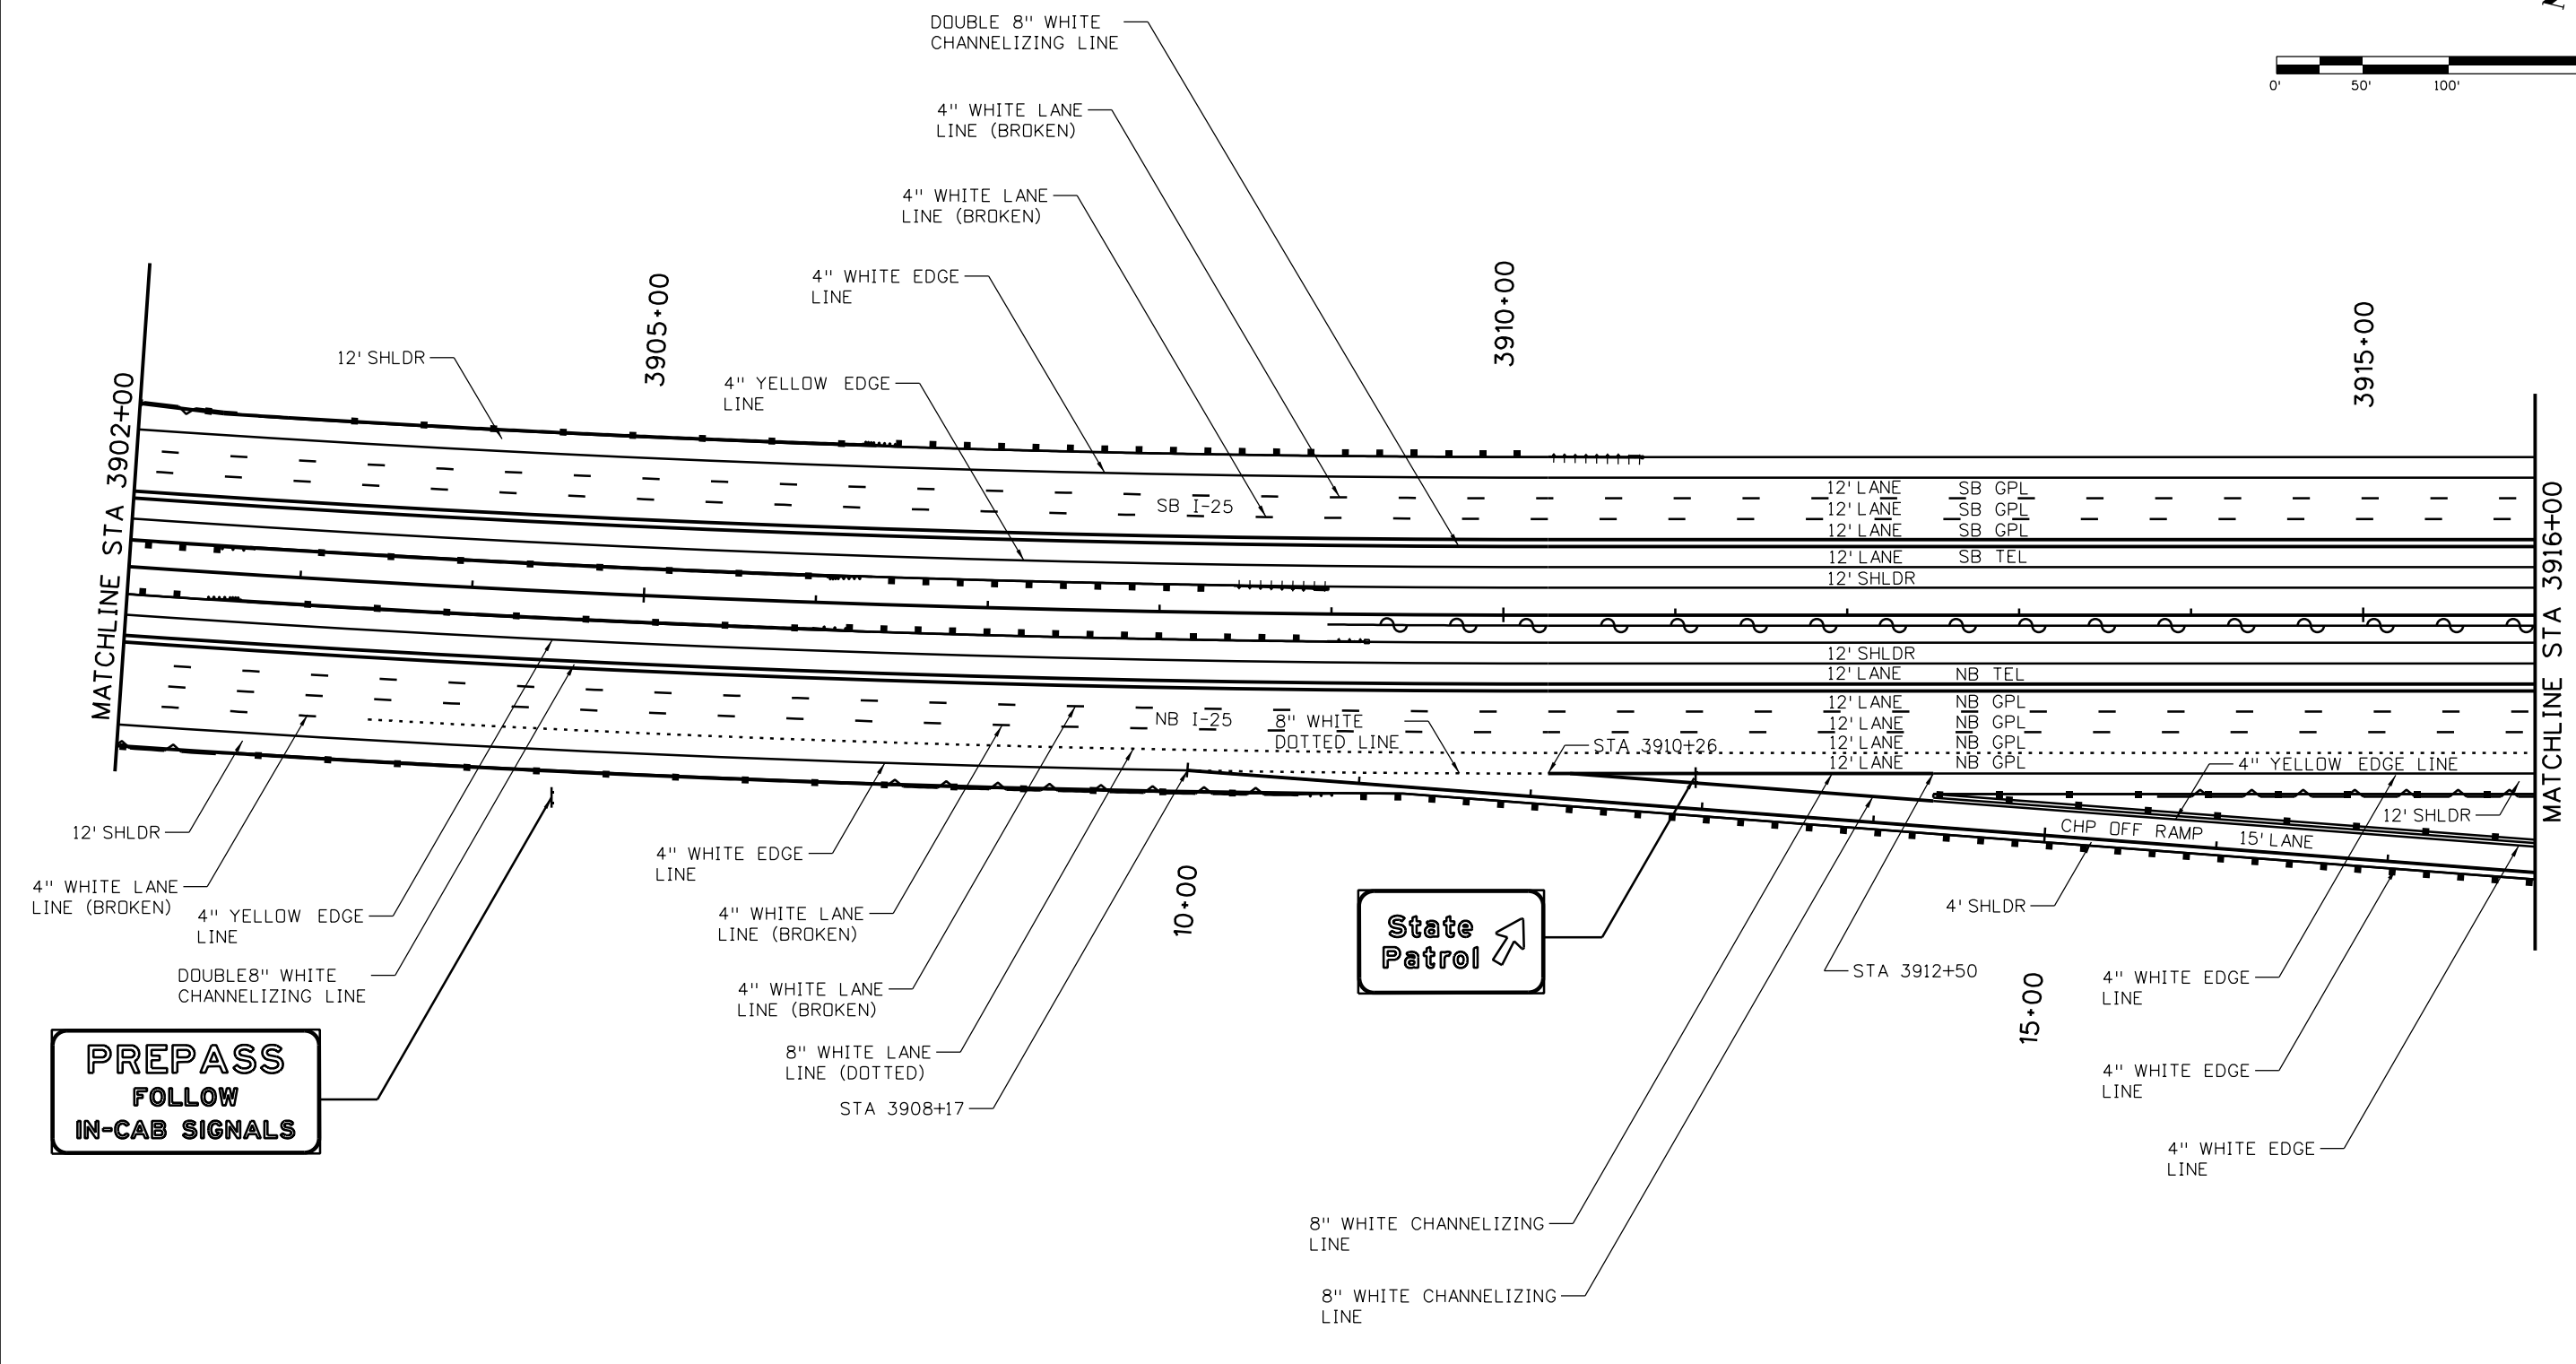 DOUBLE 8" WHITE
CHANNELIZING LINE
0' 50' 100'
4" WHITE LANE
LINE (BROKEN)
4" WHITE LANE
LINE (BROKEN)
4" WHITE EDGE
LINE
12' SHLDR
4" YELLOW EDGE
LINE
3905+00
3910+00
3915+00
MATCHLINE STA 3902+00
MATCHLINE STA 3916+00
SB I-25
12' LANE SB GPL
12' LANE SB GPL
12' LANE SB GPL
12' LANE SB TEL
12' SHLDR
12' SHLDR
12' LANE NB TEL
12' LANE NB GPL
12' LANE NB GPL
12' LANE NB GPL
12' LANE NB GPL
NB I-25
8" WHITE
DOTTED LINE
STA 3910+26
4" YELLOW EDGE LINE
12' SHLDR
CHP OFF RAMP
15' LANE
12' SHLDR
4" WHITE LANE
LINE (BROKEN)
4" YELLOW EDGE
LINE
DOUBLE8" WHITE
CHANNELIZING LINE
4" WHITE EDGE
LINE
4" WHITE LANE
LINE (BROKEN)
4" WHITE LANE
LINE (BROKEN)
8" WHITE LANE
LINE (DOTTED)
STA 3908+17
10+00
State
Patrol
4' SHLDR
STA 3912+50
15+00
4" WHITE EDGE
LINE
4" WHITE EDGE
LINE
4" WHITE EDGE
LINE
PREPASS
FOLLOW
IN-CAB SIGNALS
8" WHITE CHANNELIZING
LINE
8" WHITE CHANNELIZING
LINE